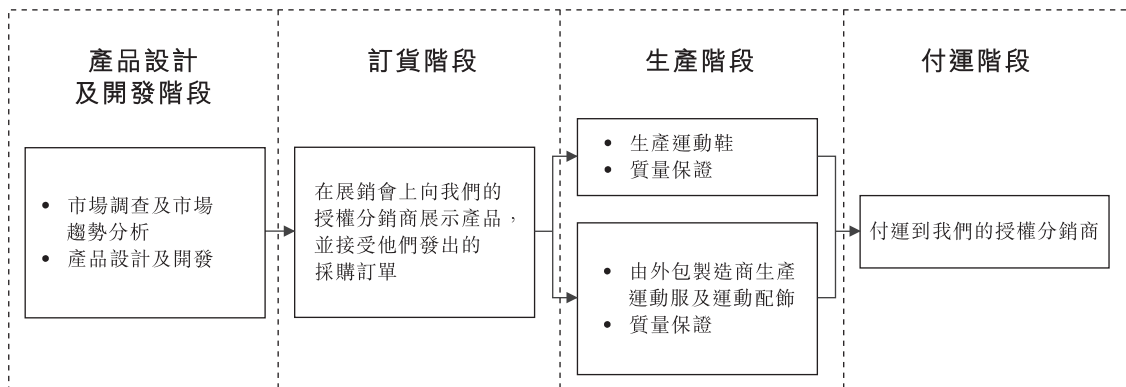 產品設計
及開發階段
• 市場調查及市場
趨勢分析
• 產品設計及開發
訂貨階段
在展銷會上向我們的
授權分銷商展示產品，
並接受他們發出的
採購訂單
生產階段
• 生產運動鞋
• 質量保證
• 由外包製造商生產
運動服及運動配飾
• 質量保證
付運階段
付運到我們的授權分銷商